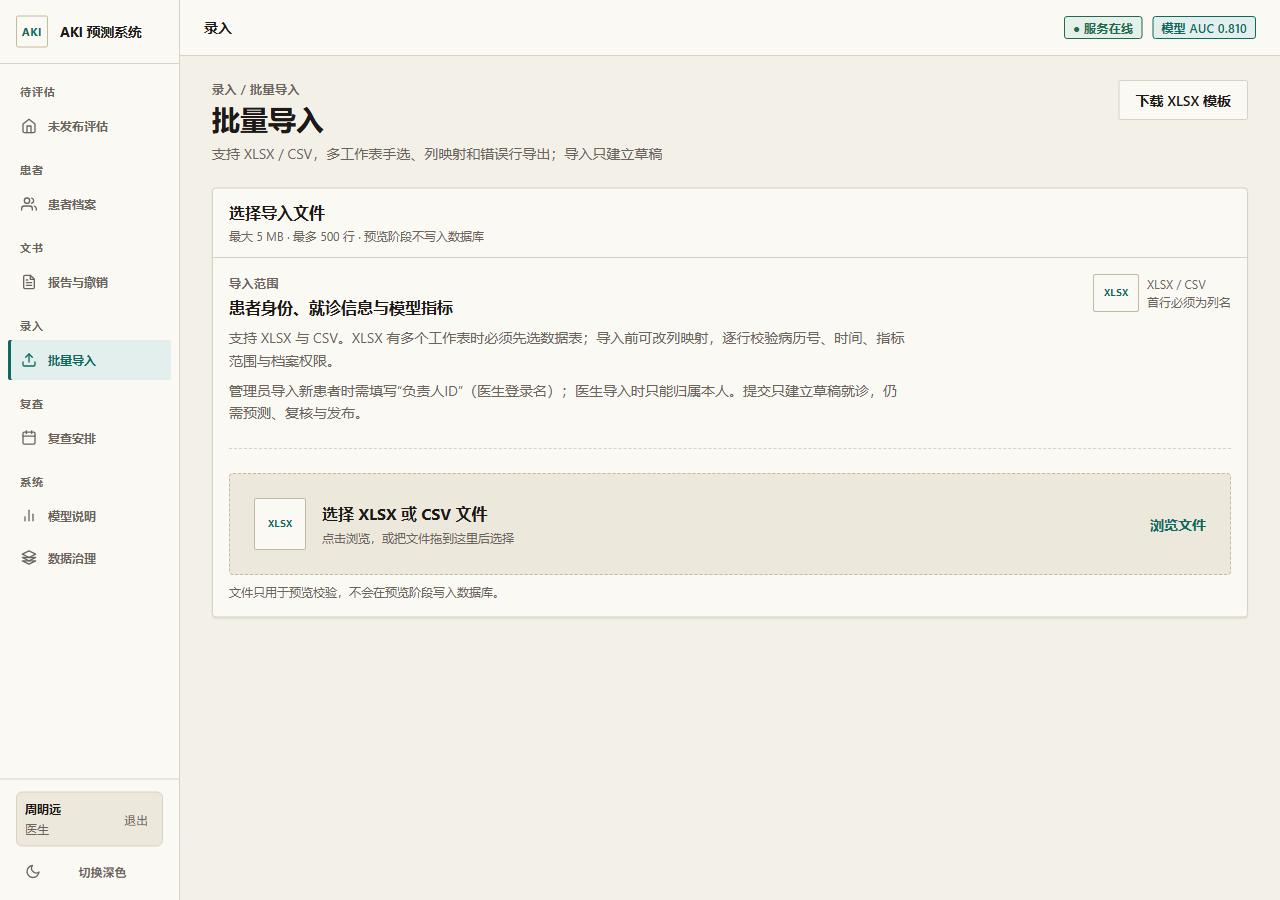 AKI
AKI 预测系统
待评估
未发布评估
患者
患者档案
文书
报告与撤销
录入
批量导入
复查
复查安排
系统
模型说明
数据治理
周明远
医生
退出
切换深色
录入
● 服务在线
模型 AUC 0.810
录入 / 批量导入
批量导入
支持 XLSX / CSV，多工作表手选、列映射和错误行导出；导入只建立草稿
下载 XLSX 模板
选择导入文件
最大 5 MB · 最多 500 行 · 预览阶段不写入数据库
导入范围
患者身份、就诊信息与模型指标
支持 XLSX 与 CSV。XLSX 有多个工作表时必须先选数据表；导入前可改列映射，逐行校验病历号、时间、指标
范围与档案权限。
管理员导入新患者时需填写“负责人ID”（医生登录名）；医生导入时只能归属本人。提交只建立草稿就诊，仍
需预测、复核与发布。
XLSX
XLSX / CSV
首行必须为列名
XLSX
选择 XLSX 或 CSV 文件
点击浏览，或把文件拖到这里后选择
浏览文件
文件只用于预览校验，不会在预览阶段写入数据库。